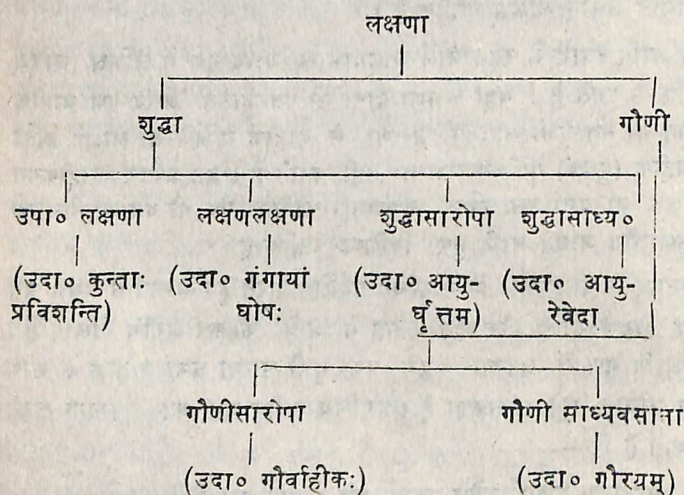 लक्षणा
शुद्धा गौणी
उपा० लक्षणा लक्षणलक्षणा शुद्धासारोपा शुद्धासाध्य०
(उदा० कुन्ताः (उदा० गंगायां (उदा० आयु- (उदा० आयु-
प्रविशन्ति) घोषः र्घृत्तम) रेवेदा
गौणीसारोपा गौणी साध्यवसाना
(उदा० गौर्वाहीकः) (उदा० गौरयम्)